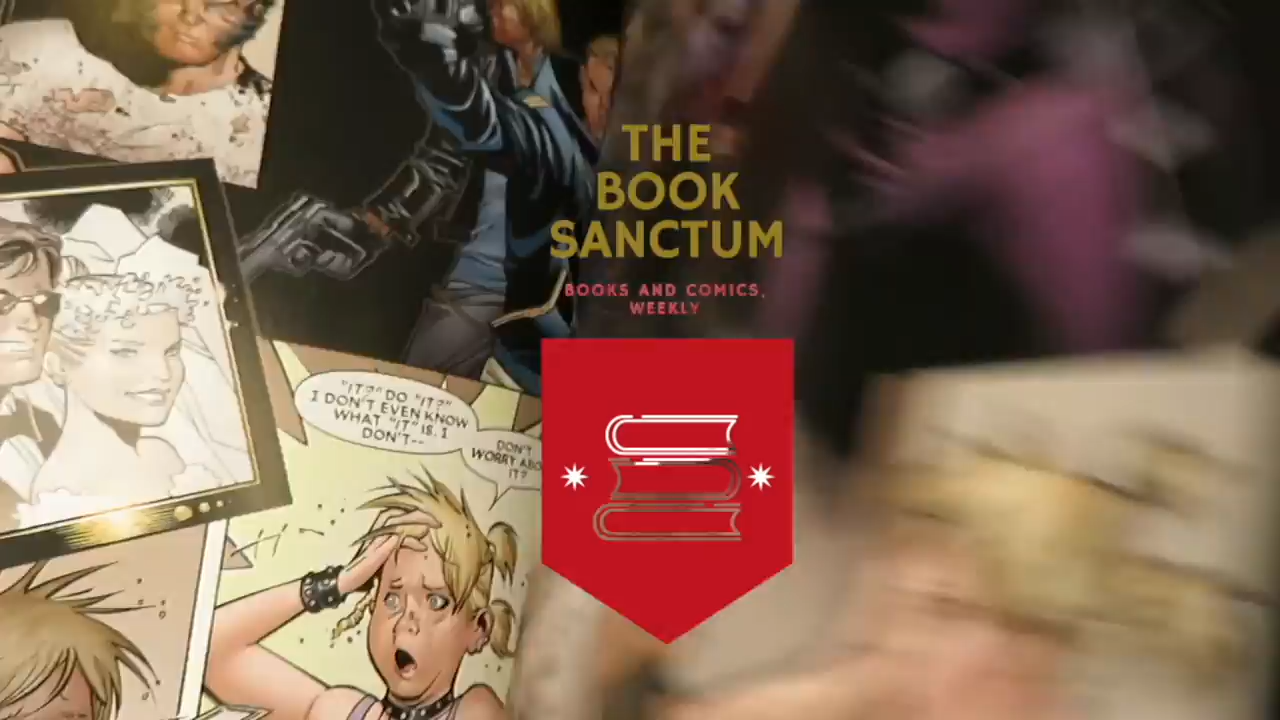 THE
BOOK
SANCTUM
BOOKS AND COMICS,
WEEKLY
"IT?" DO "IT?"
I DON'T EVEN KNOW
WHAT "IT" IS. I
DON'T--
DON'T
WORRY
IT?